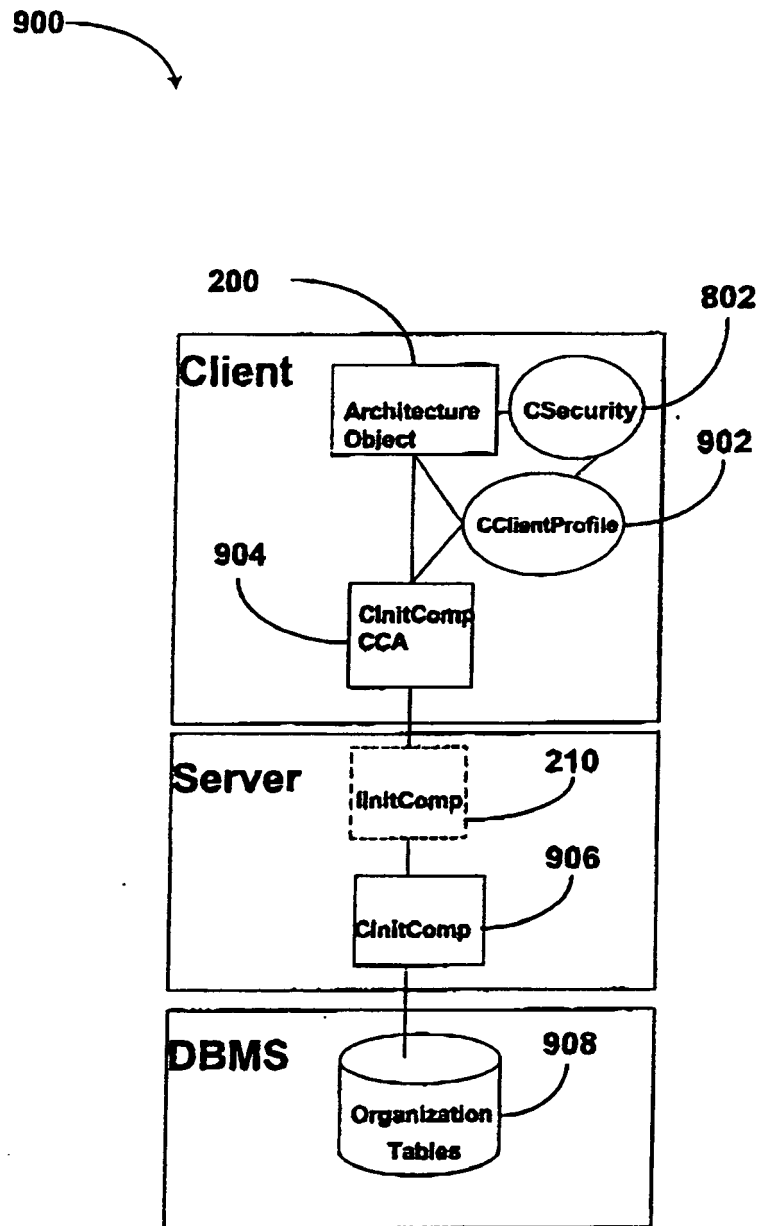 900
200
802
Client
Architecture
Object
CSecurity
902
CClientProfile
904
CInitComp
CCA
Server
210
IInitComp
906
CInitComp
DBMS
908
Organization
Tables